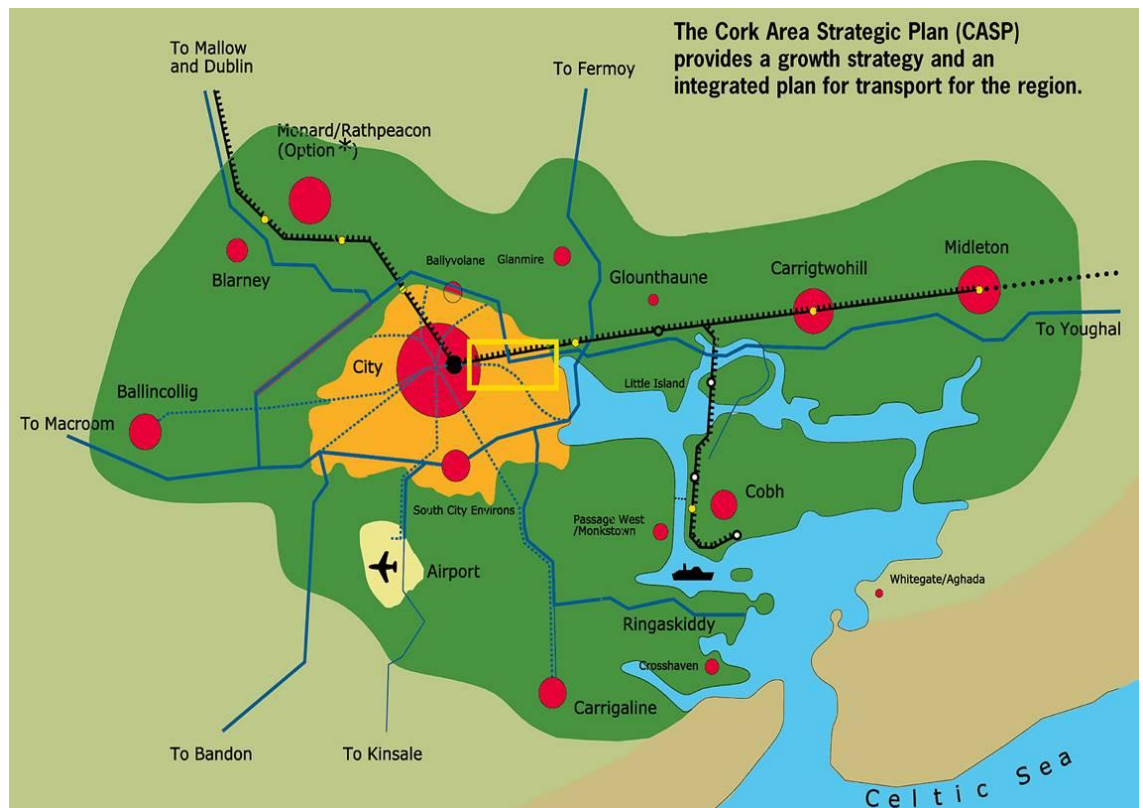 The Cork Area Strategic Plan (CASP)
provides a growth strategy and an
integrated plan for transport for the region.
To Mallow
and Dublin
To Fermoy
Monard/Rathpeacon
(Option *)
Blarney
Ballyvolane
Glanmire
Glounthaune
Carrigtwohill
Midleton
To Youghal
City
Little Island
Ballincollig
To Macroom
South City Environs
Passage West
/Monkstown
Cobh
Airport
Whitegate/Aghada
Ringaskiddy
Crosshaven
Carrigaline
To Bandon
To Kinsale
Celtic Sea